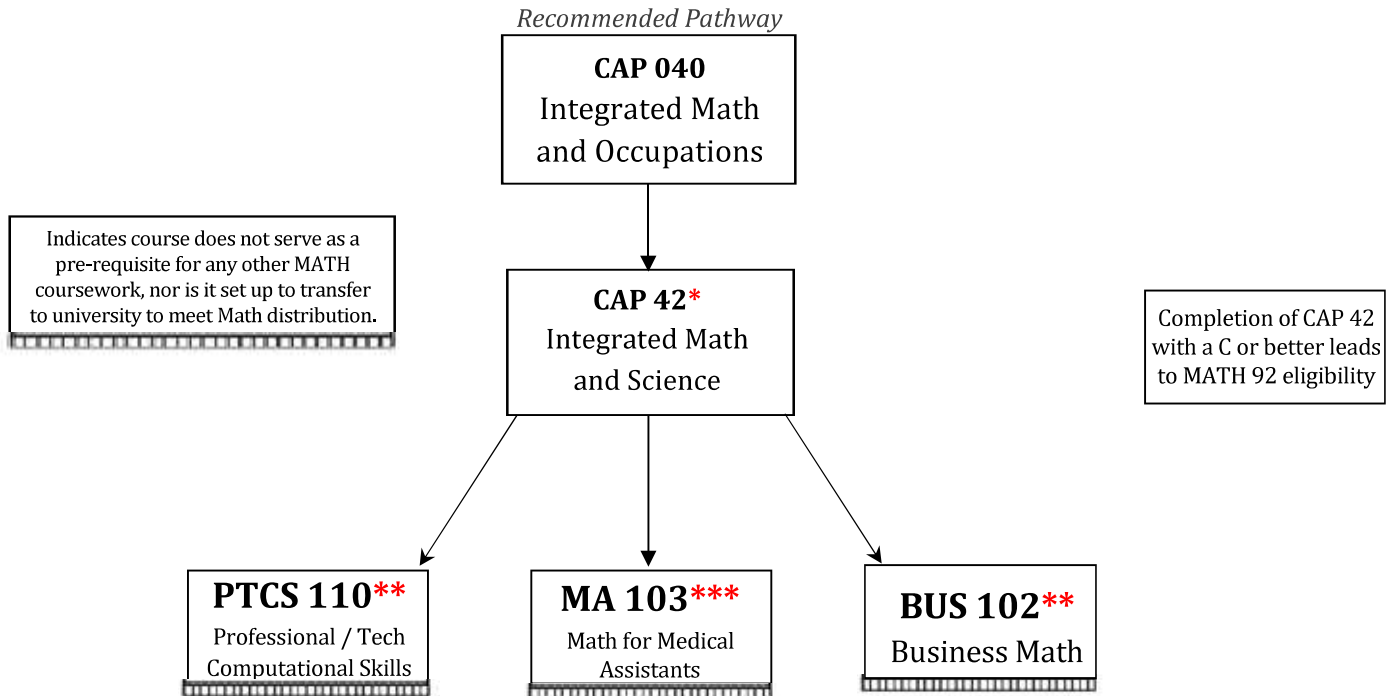 Recommended Pathway
CAP 040
Integrated Math
and Occupations
Indicates course does not serve as a
pre-requisite for any other MATH
coursework, nor is it set up to transfer
to university to meet Math distribution.
CAP 42*
Integrated Math
and Science
Completion of CAP 42
with a C or better leads
to MATH 92 eligibility
PTCS 110**
Professional / Tech
Computational Skills
MA 103***
Math for Medical
Assistants
BUS 102**
Business Math